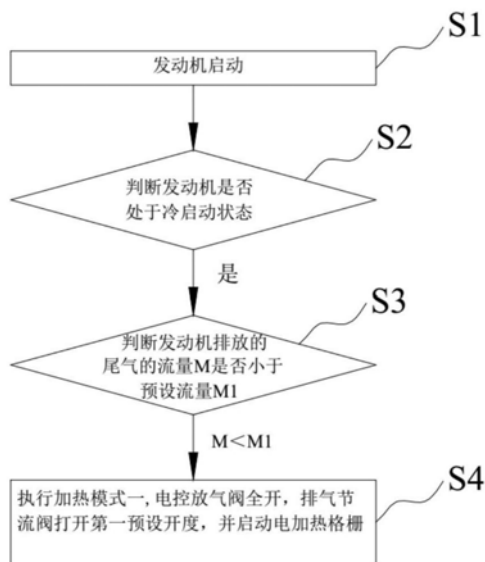 S1
发动机启动
S2
判断发动机是否
处于冷启动状态
是
S3
判断发动机排放的
尾气的流量M是否小于
预设流量M1
M＜M1
S4
执行加热模式一,电控放气阀全开，排气节
流阀打开第一预设开度，并启动电加热格栅